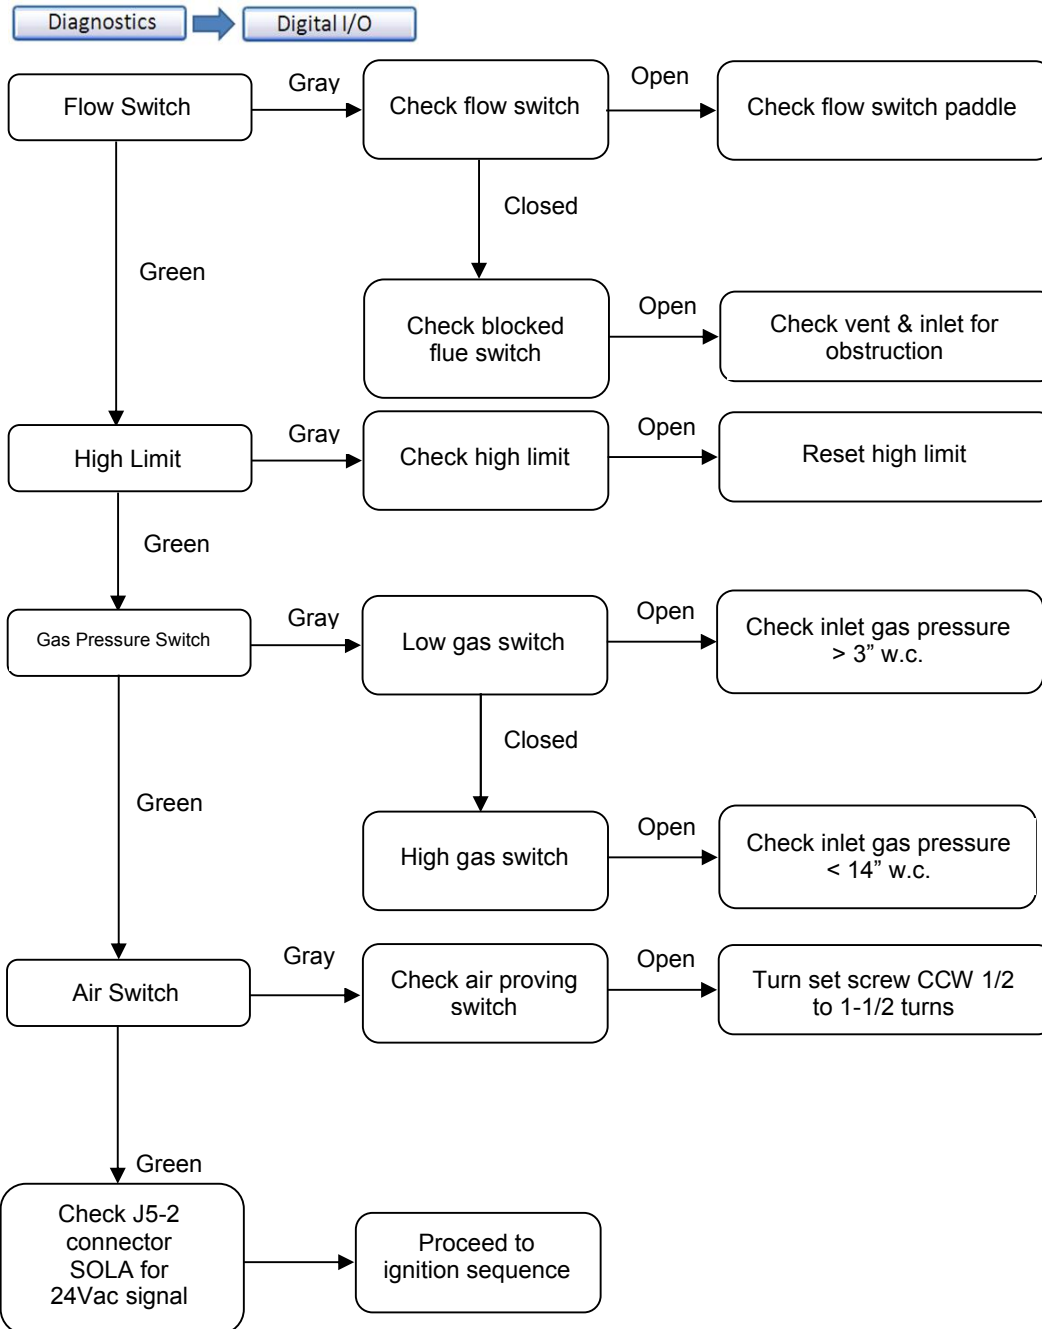 Diagnostics
Digital I/O
Flow Switch
Gray
Check flow switch
Open
Check flow switch paddle
Closed
Green
Check blocked
flue switch
Open
Check vent & inlet for
obstruction
High Limit
Gray
Check high limit
Open
Reset high limit
Green
Gas Pressure Switch
Gray
Low gas switch
Open
Check inlet gas pressure
> 3” w.c.
Closed
Green
High gas switch
Open
Check inlet gas pressure
< 14” w.c.
Air Switch
Gray
Check air proving
switch
Open
Turn set screw CCW 1/2
to 1-1/2 turns
Green
Check J5-2
connector
SOLA for
24Vac signal
Proceed to
ignition sequence